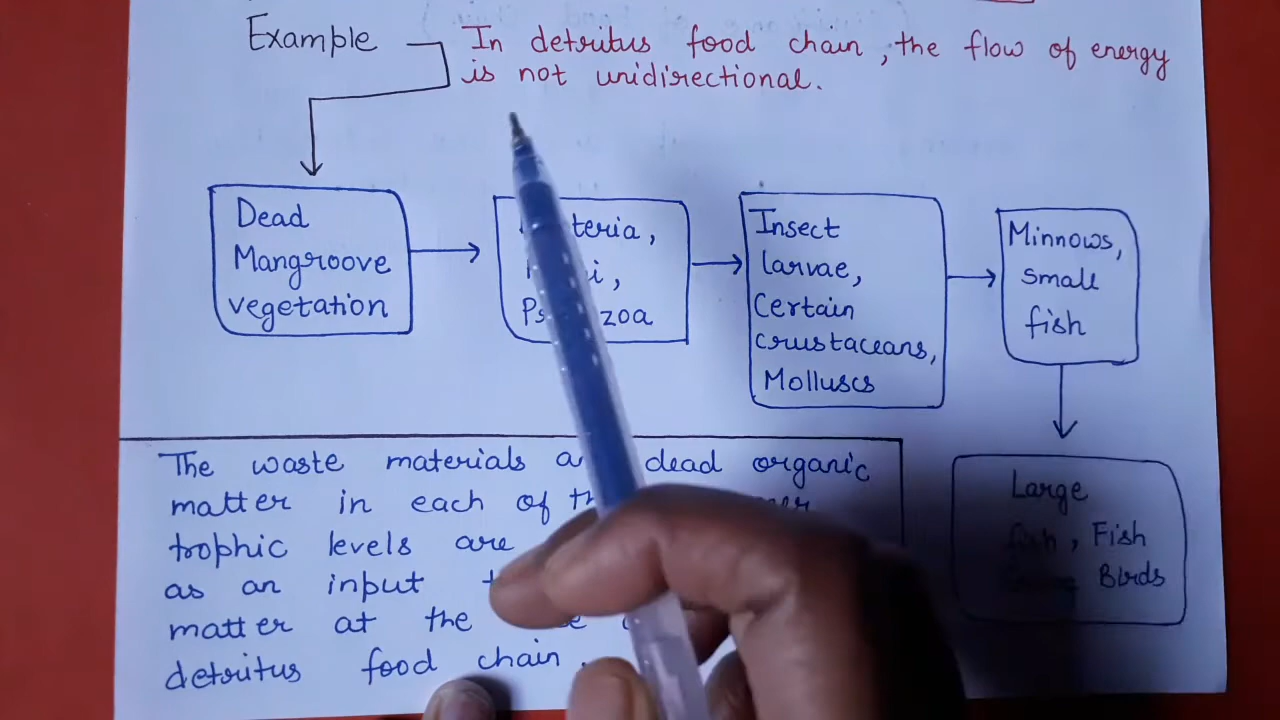 Example
In detritus food chain, the flow of energy
is not unidirectional.
Dead
Mangroove
vegetation
teria,
i,
zoa
Insect
larvae,
Certain
crustaceans,
Molluscs
Minnows,
small
fish
Large
, Fish
Birds
The waste materials a dead organic
matter in each of
trophic levels are
as an input
matter at the
detritus food chain.